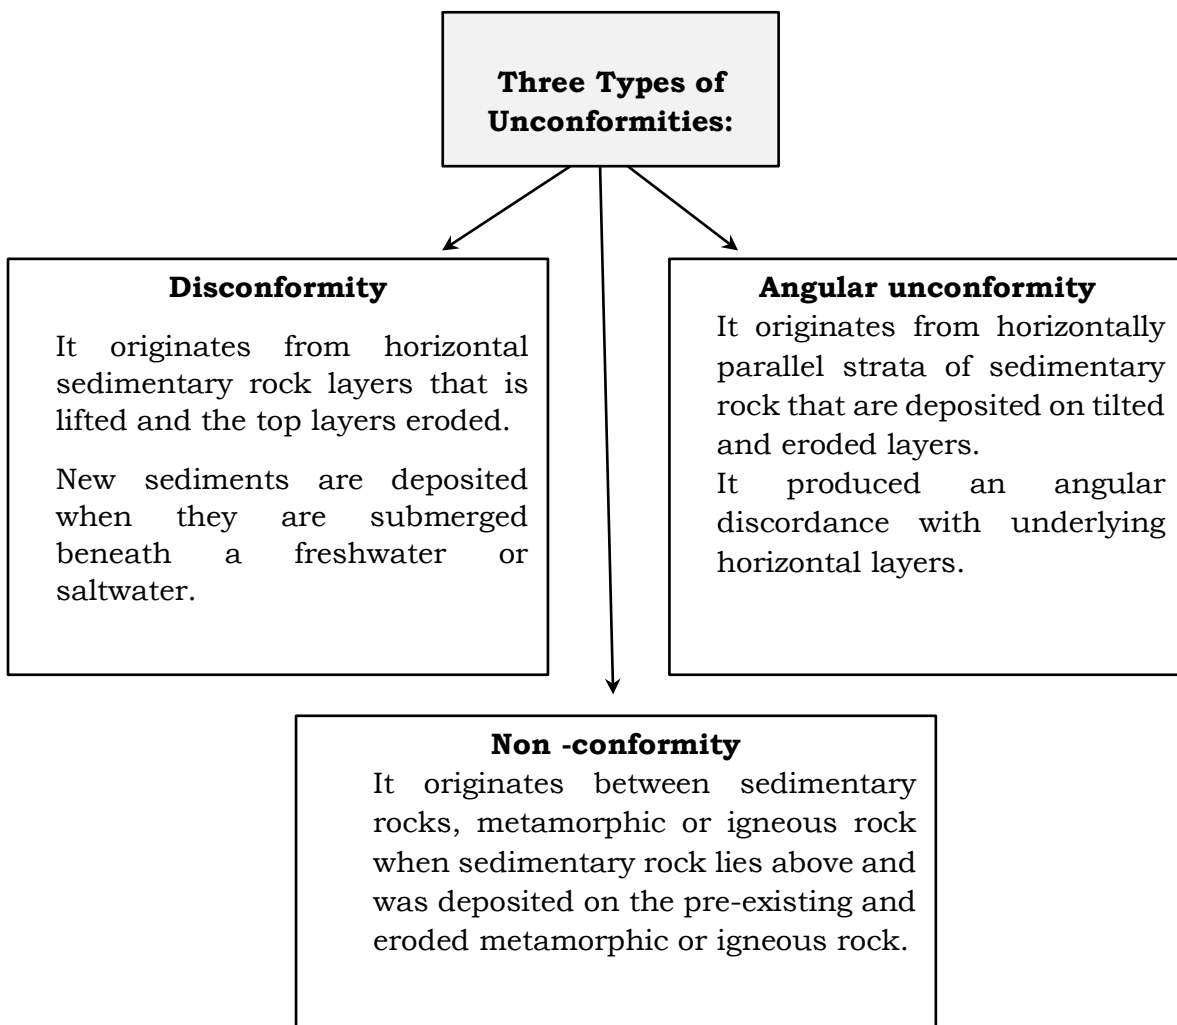 Three Types of
Unconformities:
Disconformity
It originates from horizontal
sedimentary rock layers that is
lifted and the top layers eroded.
New sediments are deposited
when they are submerged
beneath a freshwater or
saltwater.
Angular unconformity
It originates from horizontally
parallel strata of sedimentary
rock that are deposited on tilted
and eroded layers.
It produced an angular
discordance with underlying
horizontal layers.
Non -conformity
It originates between sedimentary
rocks, metamorphic or igneous rock
when sedimentary rock lies above and
was deposited on the pre-existing and
eroded metamorphic or igneous rock.